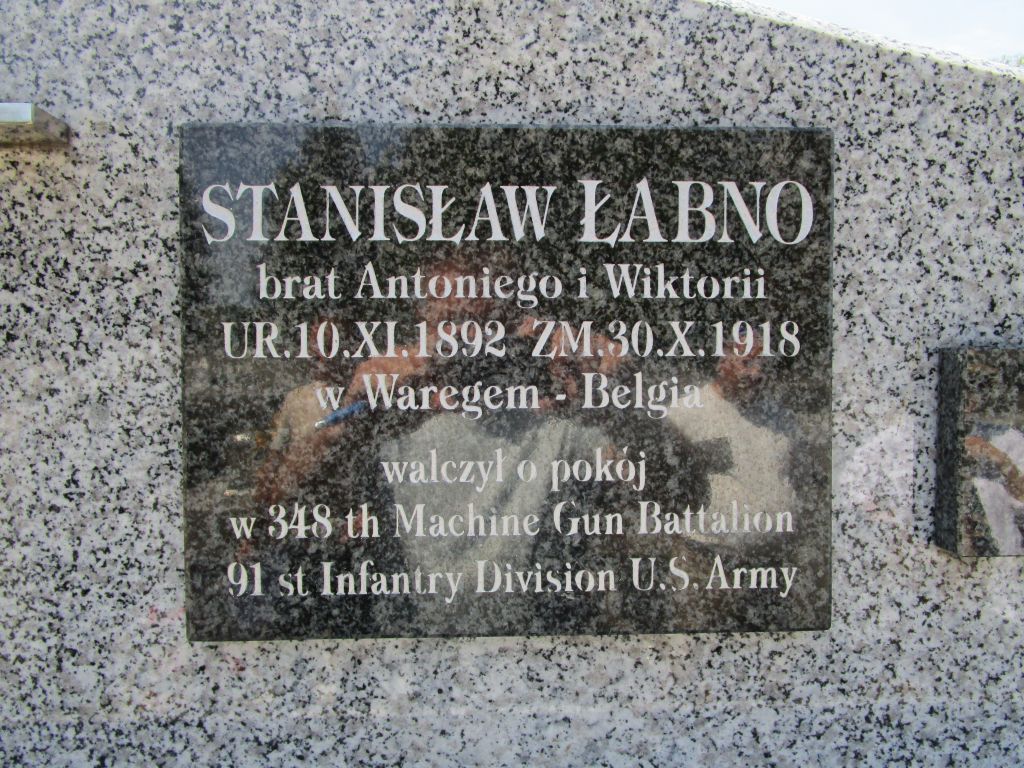 STANISŁAW ŁABNO
brat Antoniego i Wiktorii
UR.10.XI.1892 ZM.30.X.1918
w Waregem - Belgia
walczył o pokój
w 348 th Machine Gun Battalion
91 st Infantry Division U.S. Army